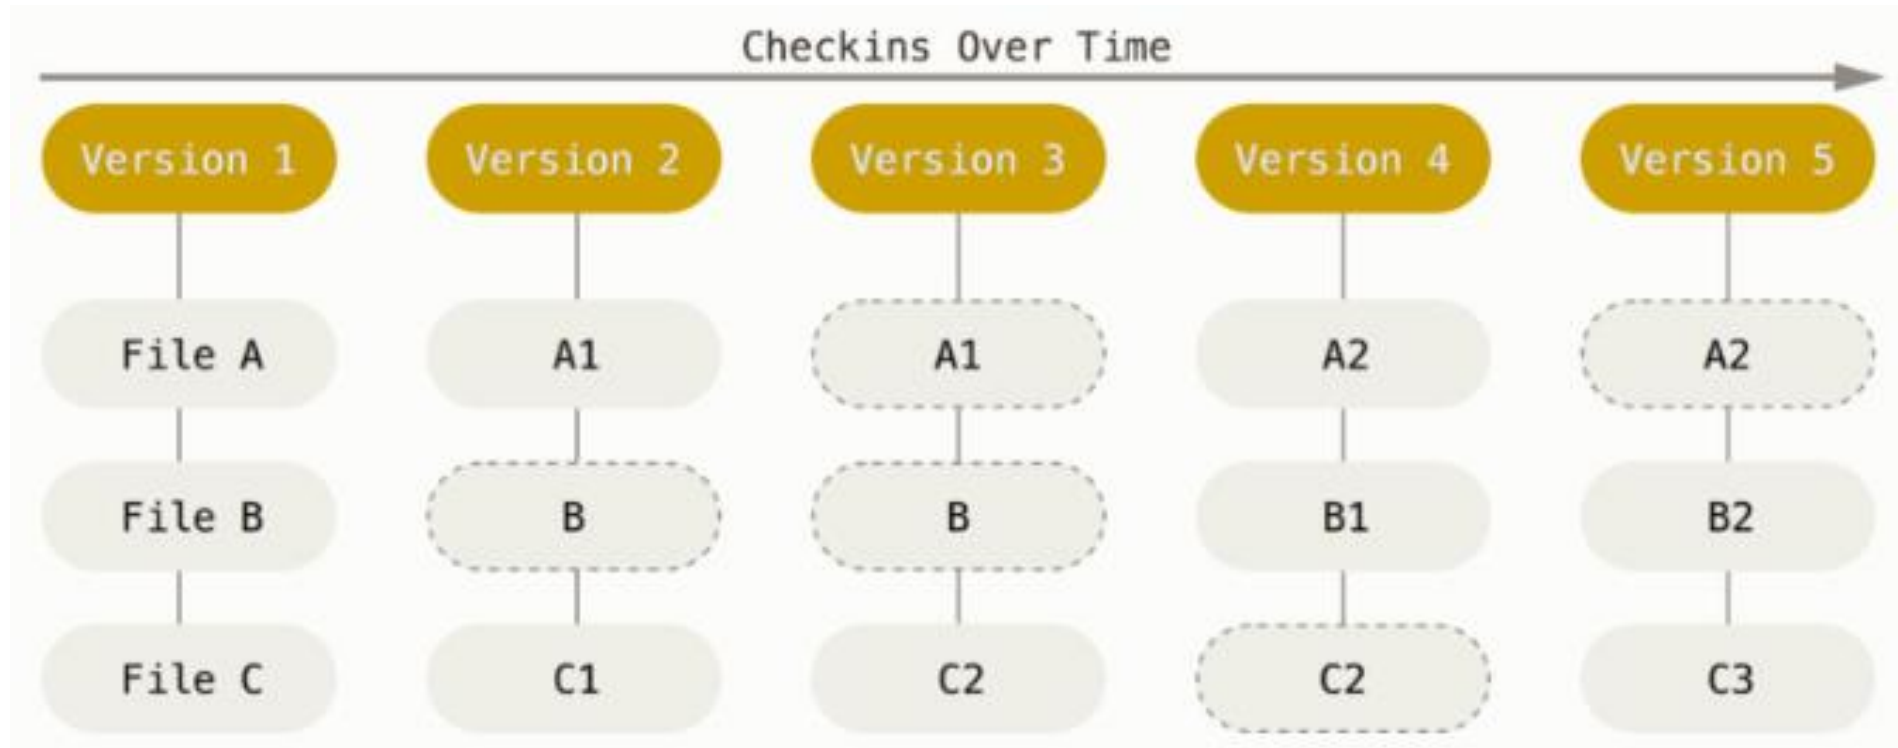 Checkins Over Time
Version 1 Version 2 Version 3 Version 4 Version 5
File A A1 A1 A2 A2
File B B B B1 B2
File C C1 C2 C2 C3